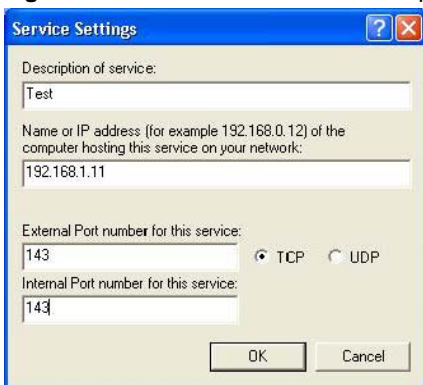 Service Settings
Description of service:
Test
Name or IP address (for example 192.168.0.12) of the
computer hosting this service on your network:
192.168.1.11
External Port number for this service:
143
TCP
UDP
Internal Port number for this service:
143
OK
Cancel